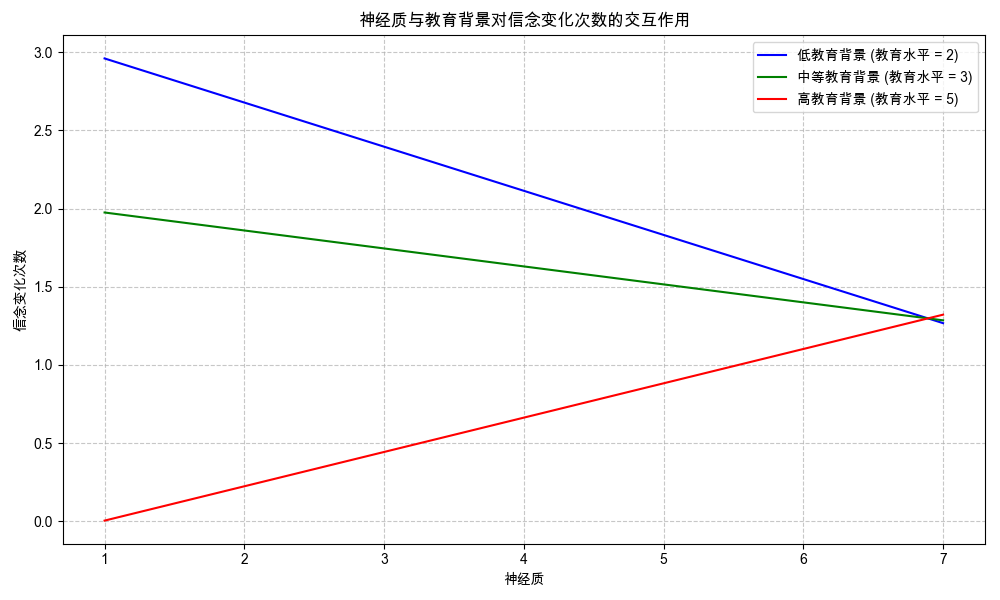 神经质与教育背景对信念变化次数的交互作用
低教育背景 (教育水平 = 2)
中等教育背景 (教育水平 = 3)
高教育背景 (教育水平 = 5)
信念变化次数
3.0
2.5
2.0
1.5
1.0
0.5
0.0
1 2 3 4 5 6 7
神经质